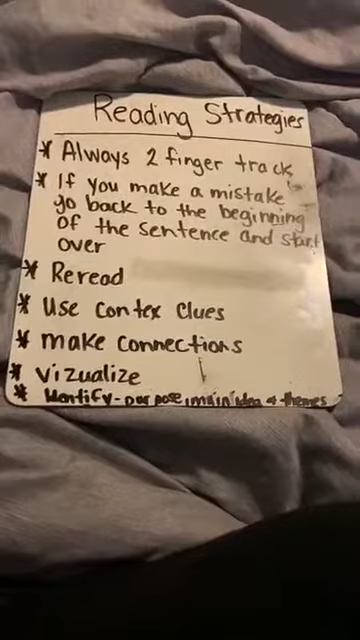 Reading Strategies
* Always 2 finger track
* If you make a mistake
go back to the beginning
of the sentence and start
over
* Reread
* Use contex clues
* make connections
* Vizualize
* Identify-purpose, main idea & themes